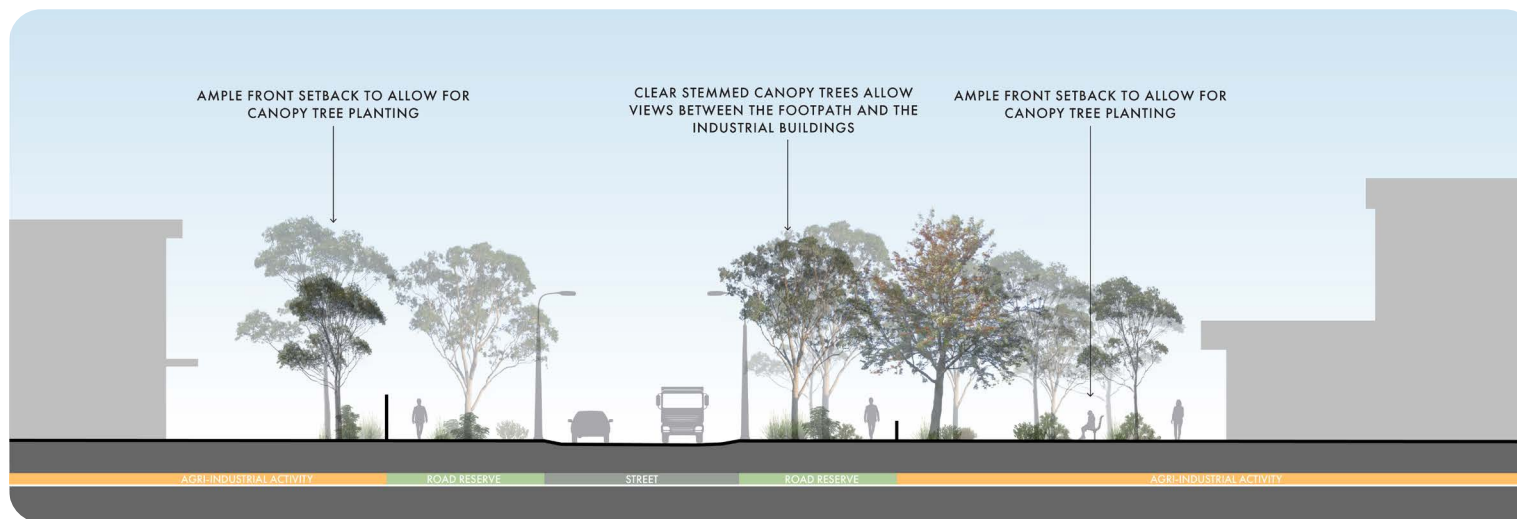 AMPLE FRONT SETBACK TO ALLOW FOR
CANOPY TREE PLANTING
CLEAR STEMMED CANOPY TREES ALLOW
VIEWS BETWEEN THE FOOTPATH AND THE
INDUSTRIAL BUILDINGS
AMPLE FRONT SETBACK TO ALLOW FOR
CANOPY TREE PLANTING
AGRI-INDUSTRIAL ACTIVITY
ROAD RESERVE
STREET
ROAD RESERVE
AGRI-INDUSTRIAL ACTIVITY